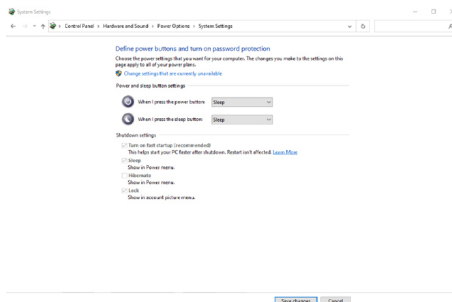 System Settings
Control Panel > Hardware and Sound > Power Options > System Settings
Define power buttons and turn on password protection
Choose the power settings that you want for your computer. The changes you make to the settings on this
page apply to all of your power plans.
Change settings that are currently unavailable
Power and sleep button settings
When I press the power button: Sleep
When I press the sleep button: Sleep
Shutdown settings
Turn on fast startup (recommended)
This helps start your PC faster after shutdown. Restart isn't affected. Learn More
Sleep
Show in Power menu.
Hibernate
Show in Power menu.
Lock
Show in account picture menu.
Save changes Cancel